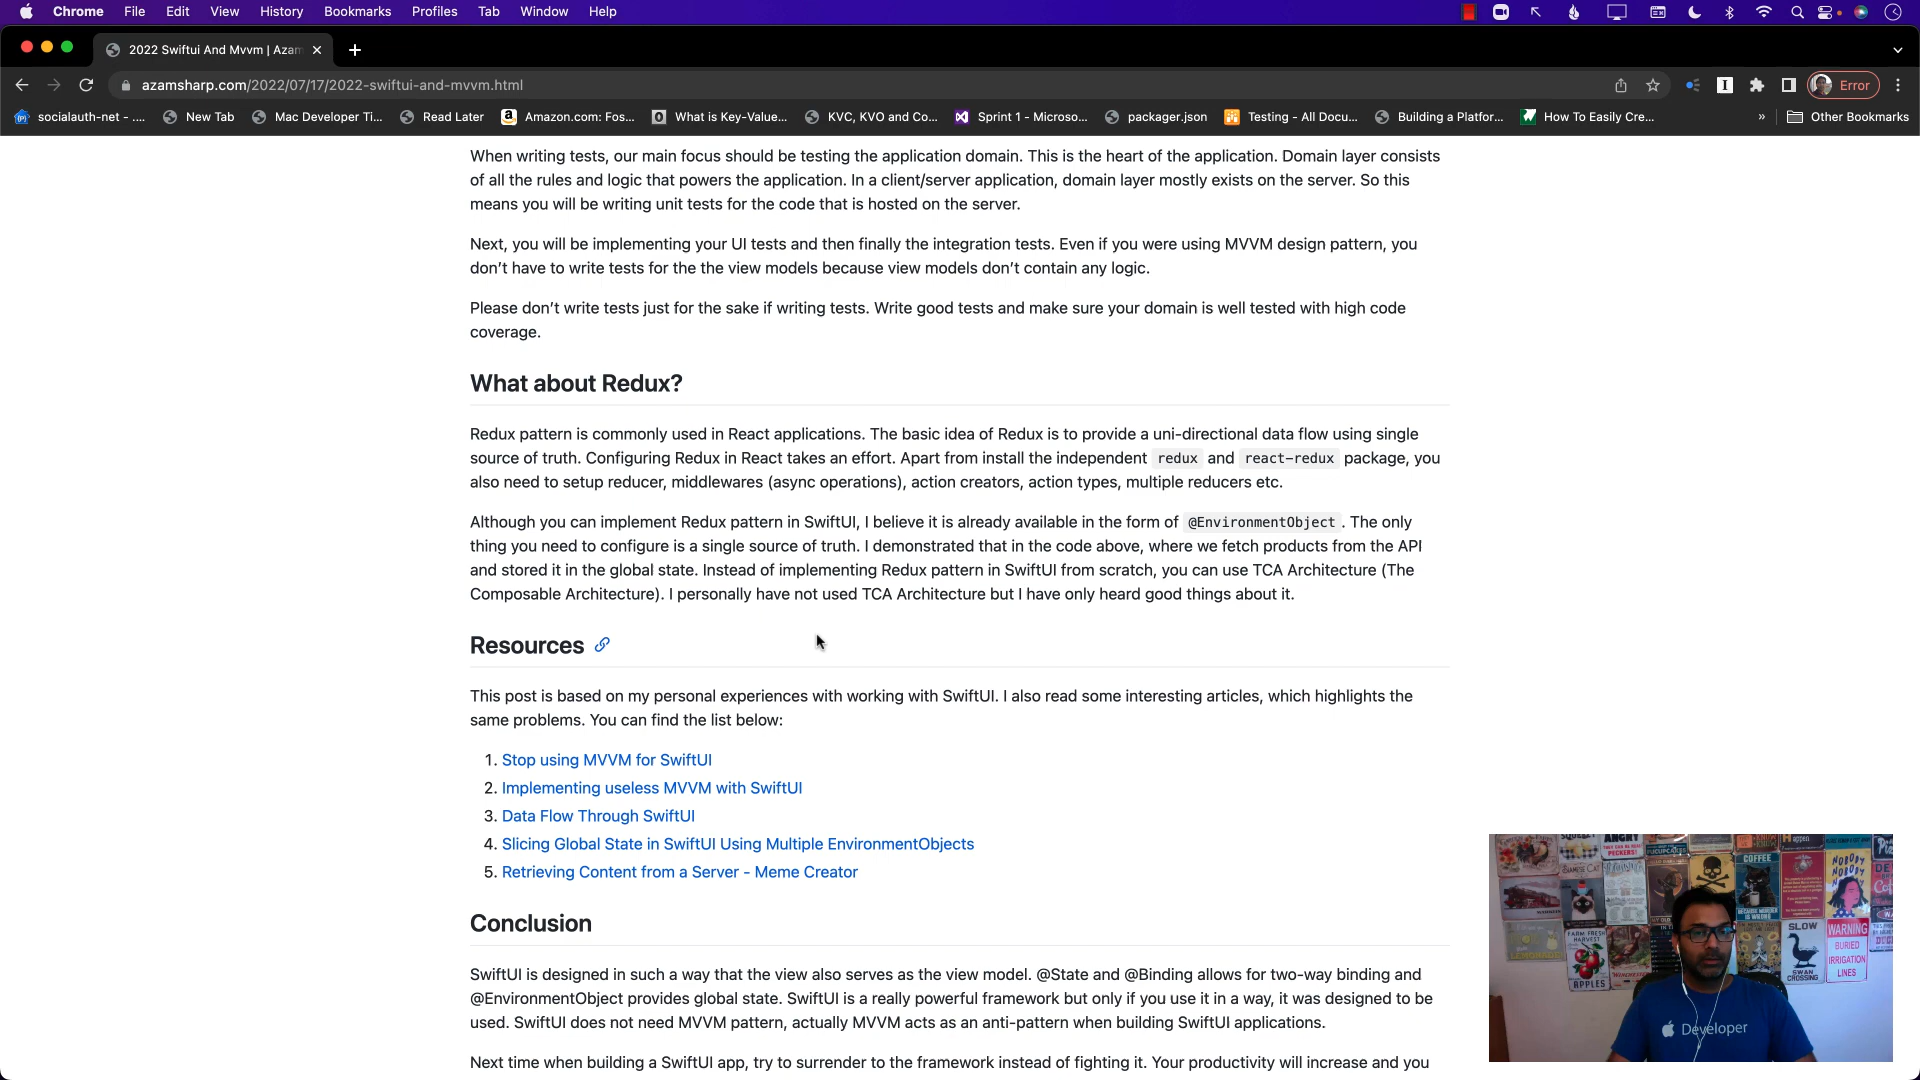 Chrome File Edit View History Bookmarks Profiles Tab Window Help
2022 Swiftui And Mvvm | Azam
azamsharp.com/2022/07/17/2022-swiftui-and-mvvm.html
Error
socialauth-net - .... New Tab Mac Developer Ti... Read Later Amazon.com: Fos... What is Key-Value... KVC, KVO and Co... Sprint 1 - Microso... packager.json Testing - All Docu... Building a Platfor... How To Easily Cre... » Other Bookmarks
When writing tests, our main focus should be testing the application domain. This is the heart of the application. Domain layer consists
of all the rules and logic that powers the application. In a client/server application, domain layer mostly exists on the server. So this
means you will be writing unit tests for the code that is hosted on the server.
Next, you will be implementing your UI tests and then finally the integration tests. Even if you were using MVVM design pattern, you
don’t have to write tests for the the view models because view models don’t contain any logic.
Please don’t write tests just for the sake if writing tests. Write good tests and make sure your domain is well tested with high code
coverage.
What about Redux?
Redux pattern is commonly used in React applications. The basic idea of Redux is to provide a uni-directional data flow using single
source of truth. Configuring Redux in React takes an effort. Apart from install the independent redux and react-redux package, you
also need to setup reducer, middlewares (async operations), action creators, action types, multiple reducers etc.
Although you can implement Redux pattern in SwiftUI, I believe it is already available in the form of @EnvironmentObject . The only
thing you need to configure is a single source of truth. I demonstrated that in the code above, where we fetch products from the API
and stored it in the global state. Instead of implementing Redux pattern in SwiftUI from scratch, you can use TCA Architecture (The
Composable Architecture). I personally have not used TCA Architecture but I have only heard good things about it.
Resources
This post is based on my personal experiences with working with SwiftUI. I also read some interesting articles, which highlights the
same problems. You can find the list below:
1. Stop using MVVM for SwiftUI
2. Implementing useless MVVM with SwiftUI
3. Data Flow Through SwiftUI
4. Slicing Global State in SwiftUI Using Multiple EnvironmentObjects
5. Retrieving Content from a Server - Meme Creator
Conclusion
SwiftUI is designed in such a way that the view also serves as the view model. @State and @Binding allows for two-way binding and
@EnvironmentObject provides global state. SwiftUI is a really powerful framework but only if you use it in a way, it was designed to be
used. SwiftUI does not need MVVM pattern, actually MVVM acts as an anti-pattern when building SwiftUI applications.
Next time when building a SwiftUI app, try to surrender to the framework instead of fighting it. Your productivity will increase and you
COFFEE
NOBODY
FARM FRESH
HARVEST
APPLES
SLOW
SWAN
CROSSING
WARNING
BURIED
IRRIGATION
LINES
Developer